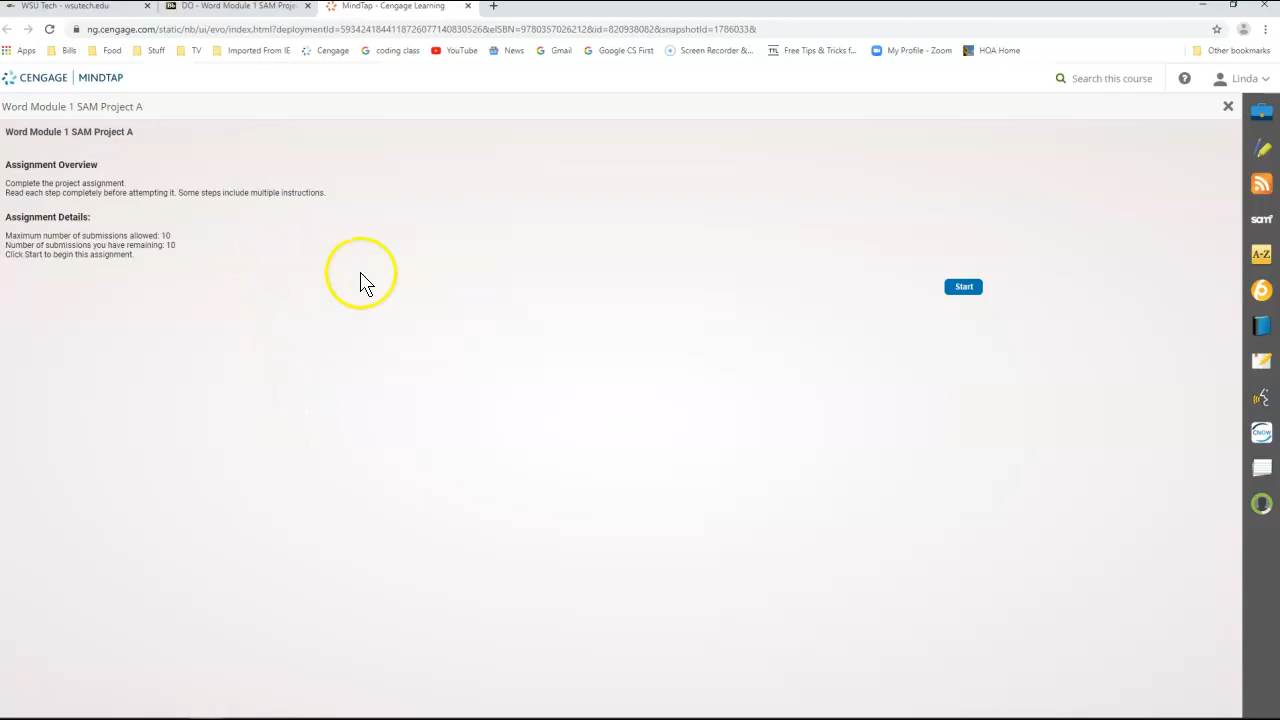 WSU Tech - wsutech.edu
DO - Word Module 1 SAM Proje
MindTap - Cengage Learning
ng.cengage.com/static/nb/ui/evo/index.html?deploymentId=59342418441187260771408​30526&eISBN=9780357026212&id=820938082&snapshotId=1786033&
Apps Bills Food Stuff TV Imported From IE Cengage coding class YouTube News Gmail Google CS First Screen Recorder &... Free Tips & Tricks f... My Profile - Zoom HOA Home Other bookmarks
CENGAGE | MINDTAP Search this course Linda
Word Module 1 SAM Project A
Word Module 1 SAM Project A
Assignment Overview
Complete the project assignment.
Read each step completely before attempting it. Some steps include multiple instructions.
Assignment Details:
Maximum number of submissions allowed: 10
Number of submissions you have remaining: 10
Click Start to begin this assignment.
Start
sam
A-Z
CNOW